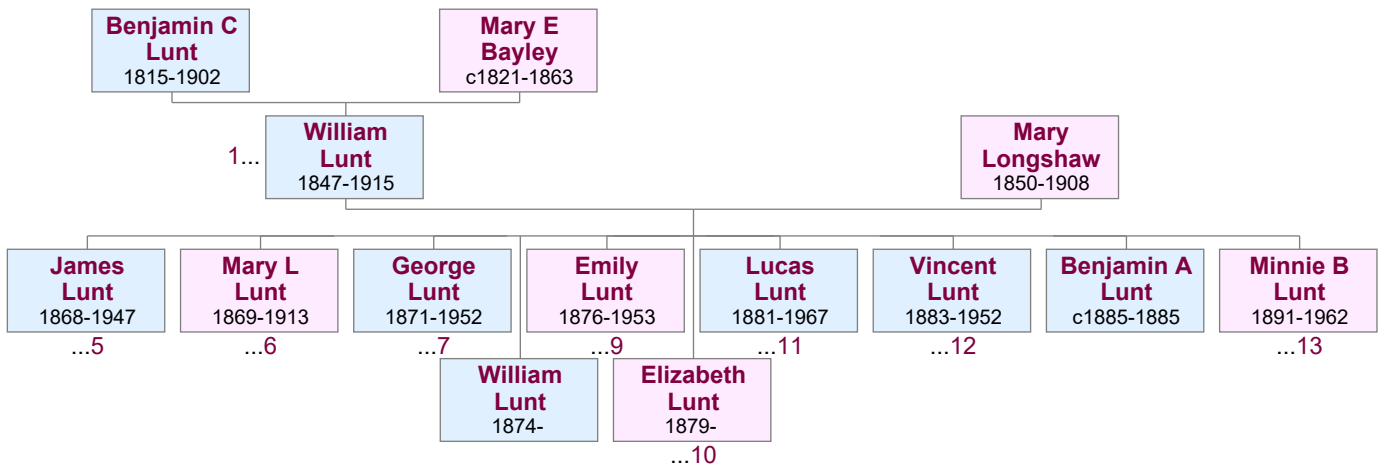 Benjamin C
Lunt
1815-1902
Mary E
Bayley
c1821-1863
1...
William
Lunt
1847-1915
Mary
Longshaw
1850-1908
James
Lunt
1868-1947
...5
Mary L
Lunt
1869-1913
...6
George
Lunt
1871-1952
...7
Emily
Lunt
1876-1953
...9
Lucas
Lunt
1881-1967
...11
Vincent
Lunt
1883-1952
...12
Benjamin A
Lunt
c1885-1885
Minnie B
Lunt
1891-1962
...13
William
Lunt
1874-
Elizabeth
Lunt
1879-
...10